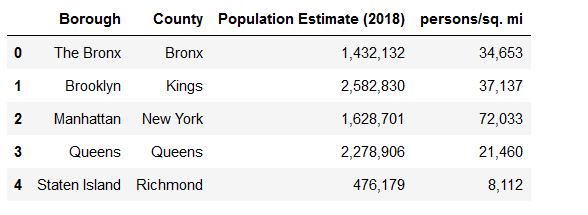 Borough County Population Estimate (2018) persons/sq. mi
0 The Bronx Bronx 1,432,132 34,653
1 Brooklyn Kings 2,582,830 37,137
2 Manhattan New York 1,628,701 72,033
3 Queens Queens 2,278,906 21,460
4 Staten Island Richmond 476,179 8,112